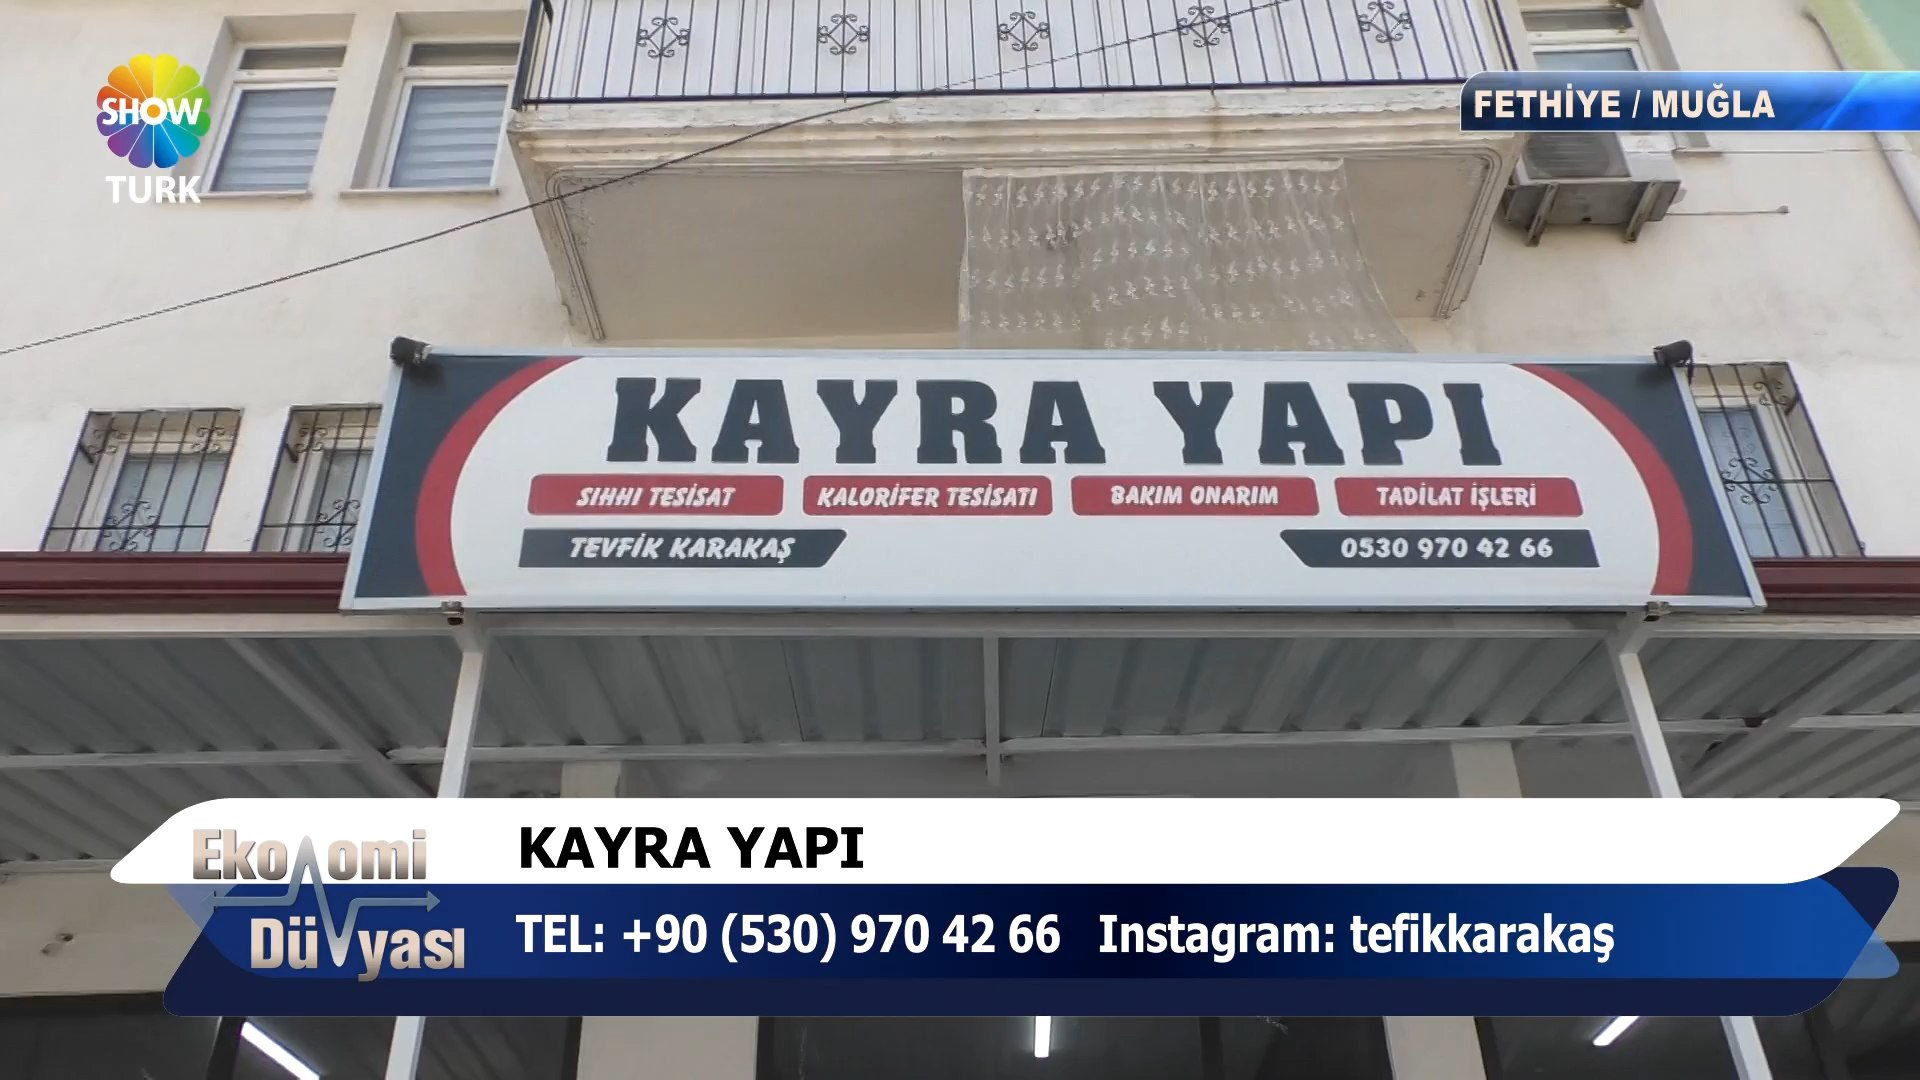 SHOW
TURK
FETHİYE / MUĞLA
KAYRA YAPI
SIHHI TESİSAT
KALORİFER TESİSATI
BAKIM ONARIM
TADİLAT İŞLERİ
TEVFİK KARAKAŞ
0530 970 42 66
Ekonomi
Dünyası
KAYRA YAPI
TEL: +90 (530) 970 42 66 Instagram: tefikkarakaş